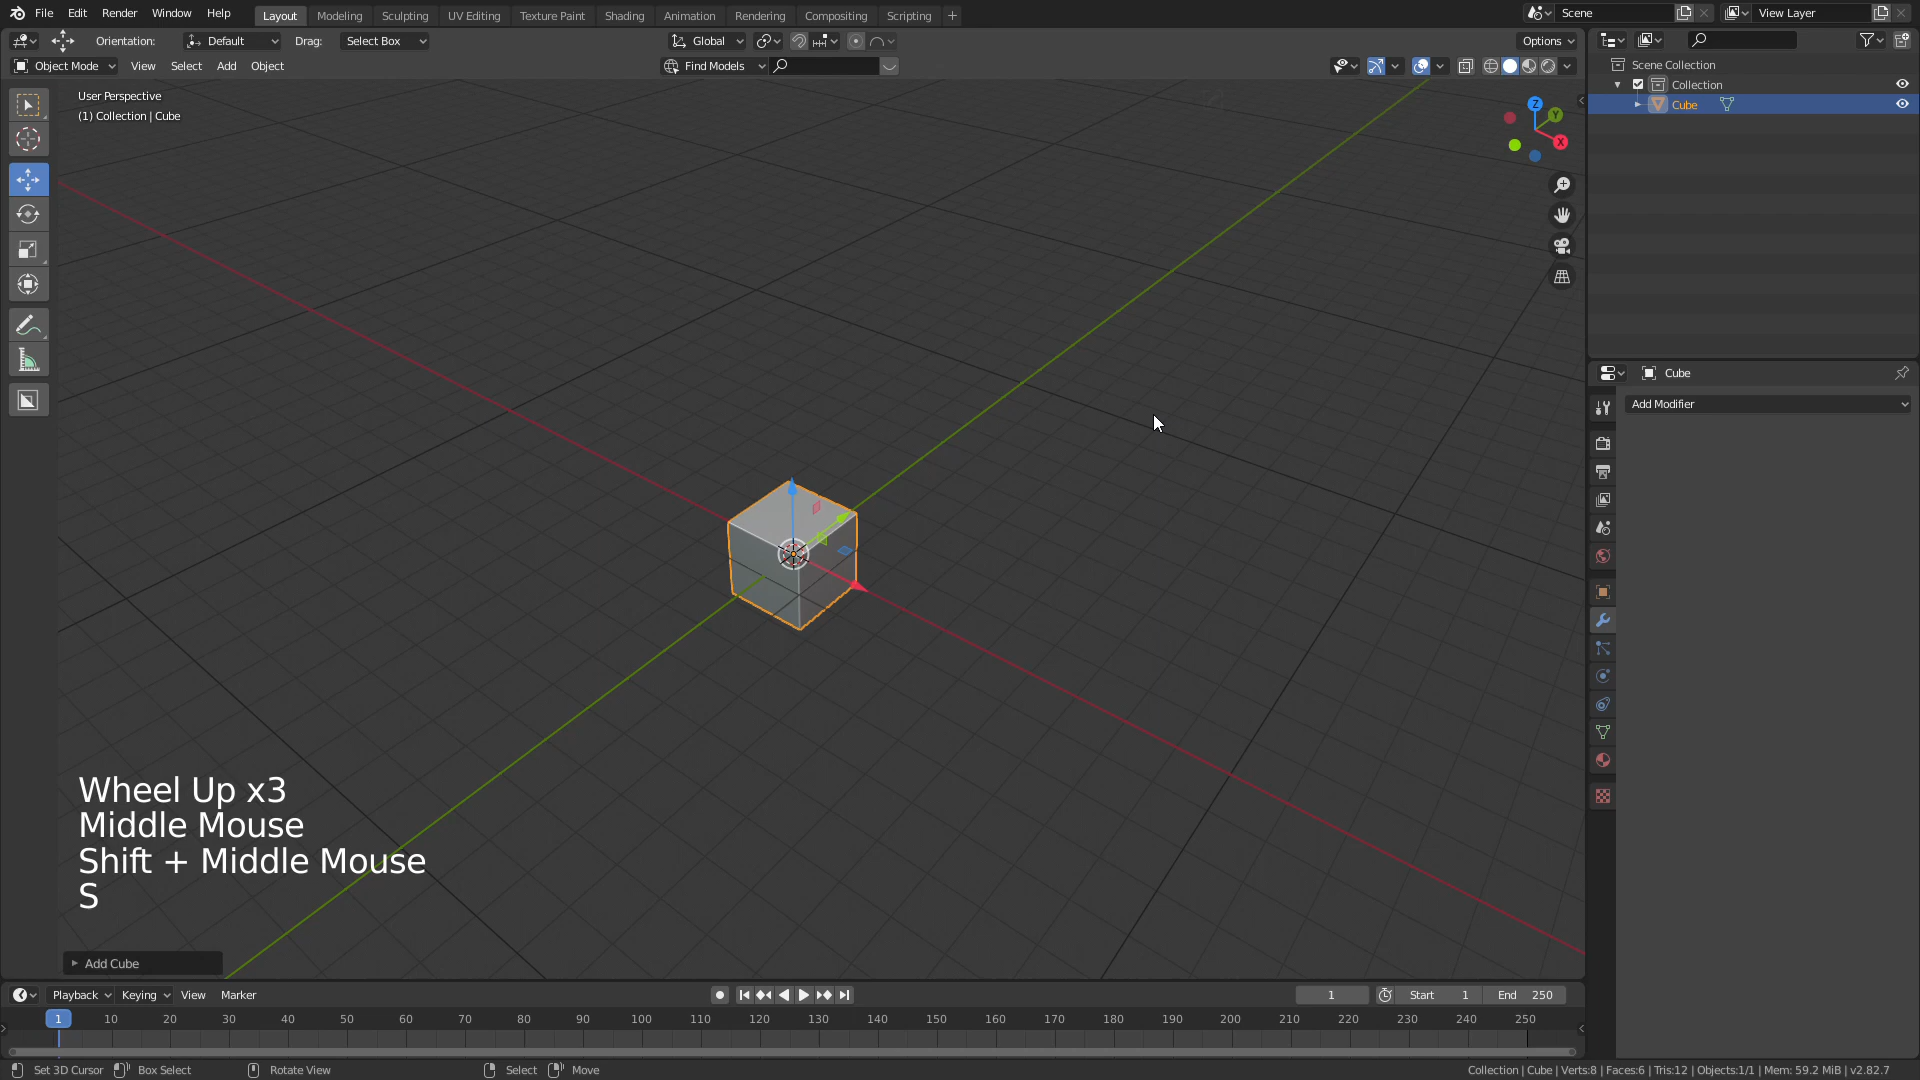 File Edit Render Window Help Layout Modeling Sculpting UV Editing Texture Paint Shading Animation Rendering Compositing Scripting + Scene View Layer
Orientation: Default Drag: Select Box Global Options
Object Mode View Select Add Object Find Models
User Perspective
(1) Collection | Cube
Z
Y
X
Scene Collection
Collection
Cube
Cube
Add Modifier
Wheel Up x3
Middle Mouse
Shift + Middle Mouse
S
Add Cube
Playback Keying View Marker 1 Start 1 End 250
1 10 20 30 40 50 60 70 80 90 100 110 120 130 140 150 160 170 180 190 200 210 220 230 240 250
Set 3D Cursor Box Select Rotate View Select Move Collection | Cube | Verts:8 | Faces:6 | Tris:12 | Objects:1/1 | Mem: 59.2 MiB | v2.82.7